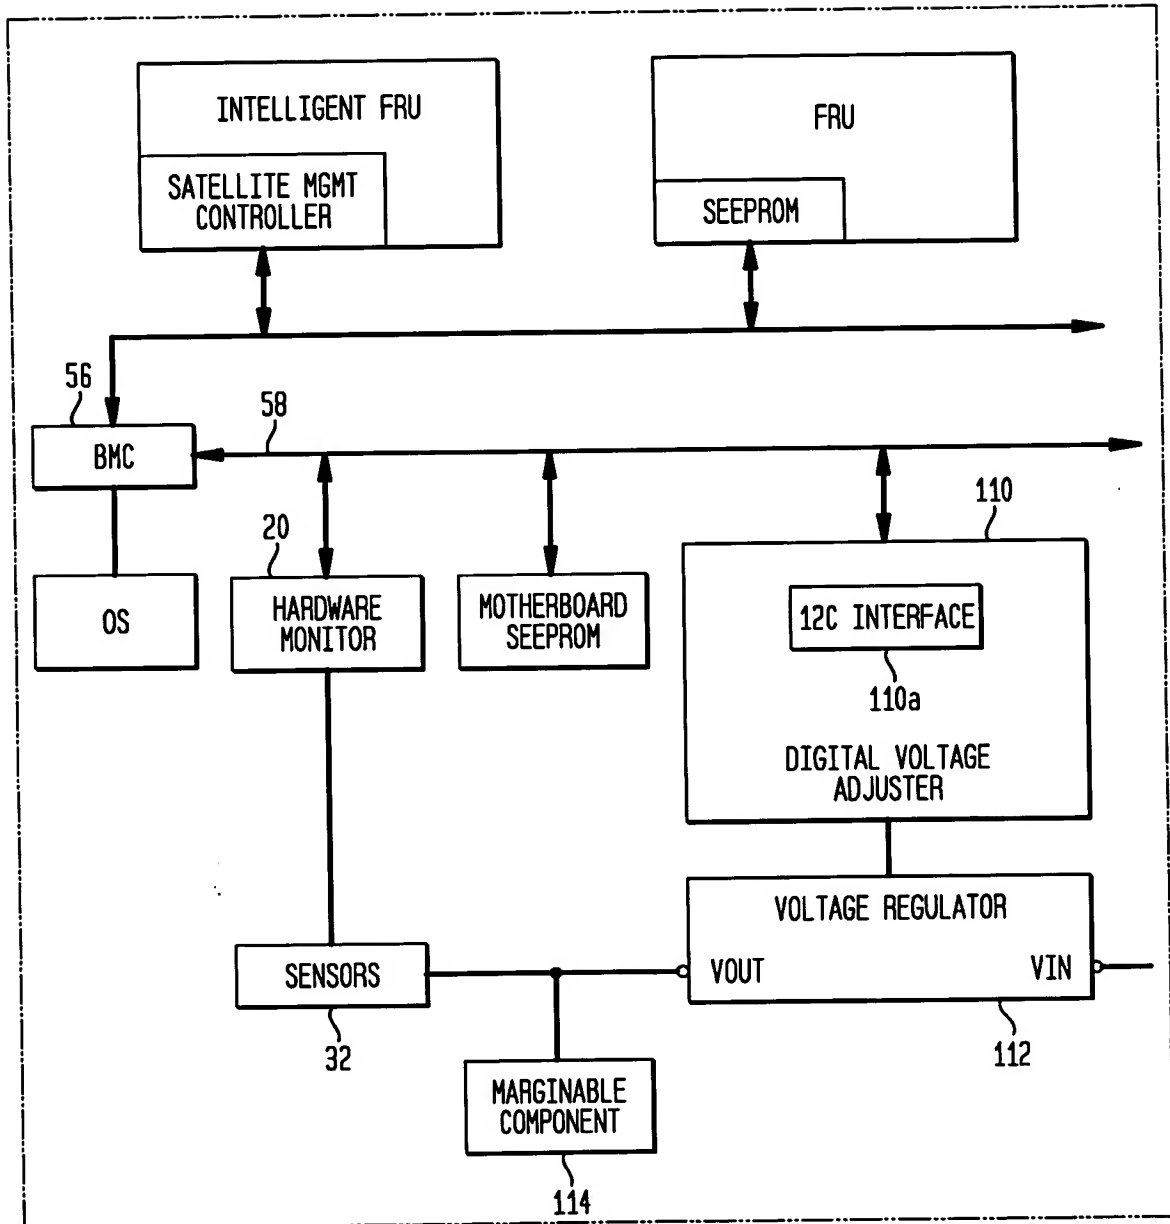 INTELLIGENT FRU
SATELLITE MGMT
CONTROLLER
FRU
SEEPROM
56
BMC
58
OS
20
HARDWARE
MONITOR
MOTHERBOARD
SEEPROM
110
12C INTERFACE
110a
DIGITAL VOLTAGE
ADJUSTER
VOLTAGE REGULATOR
VOUT
VIN
112
SENSORS
32
MARGINABLE
COMPONENT
114